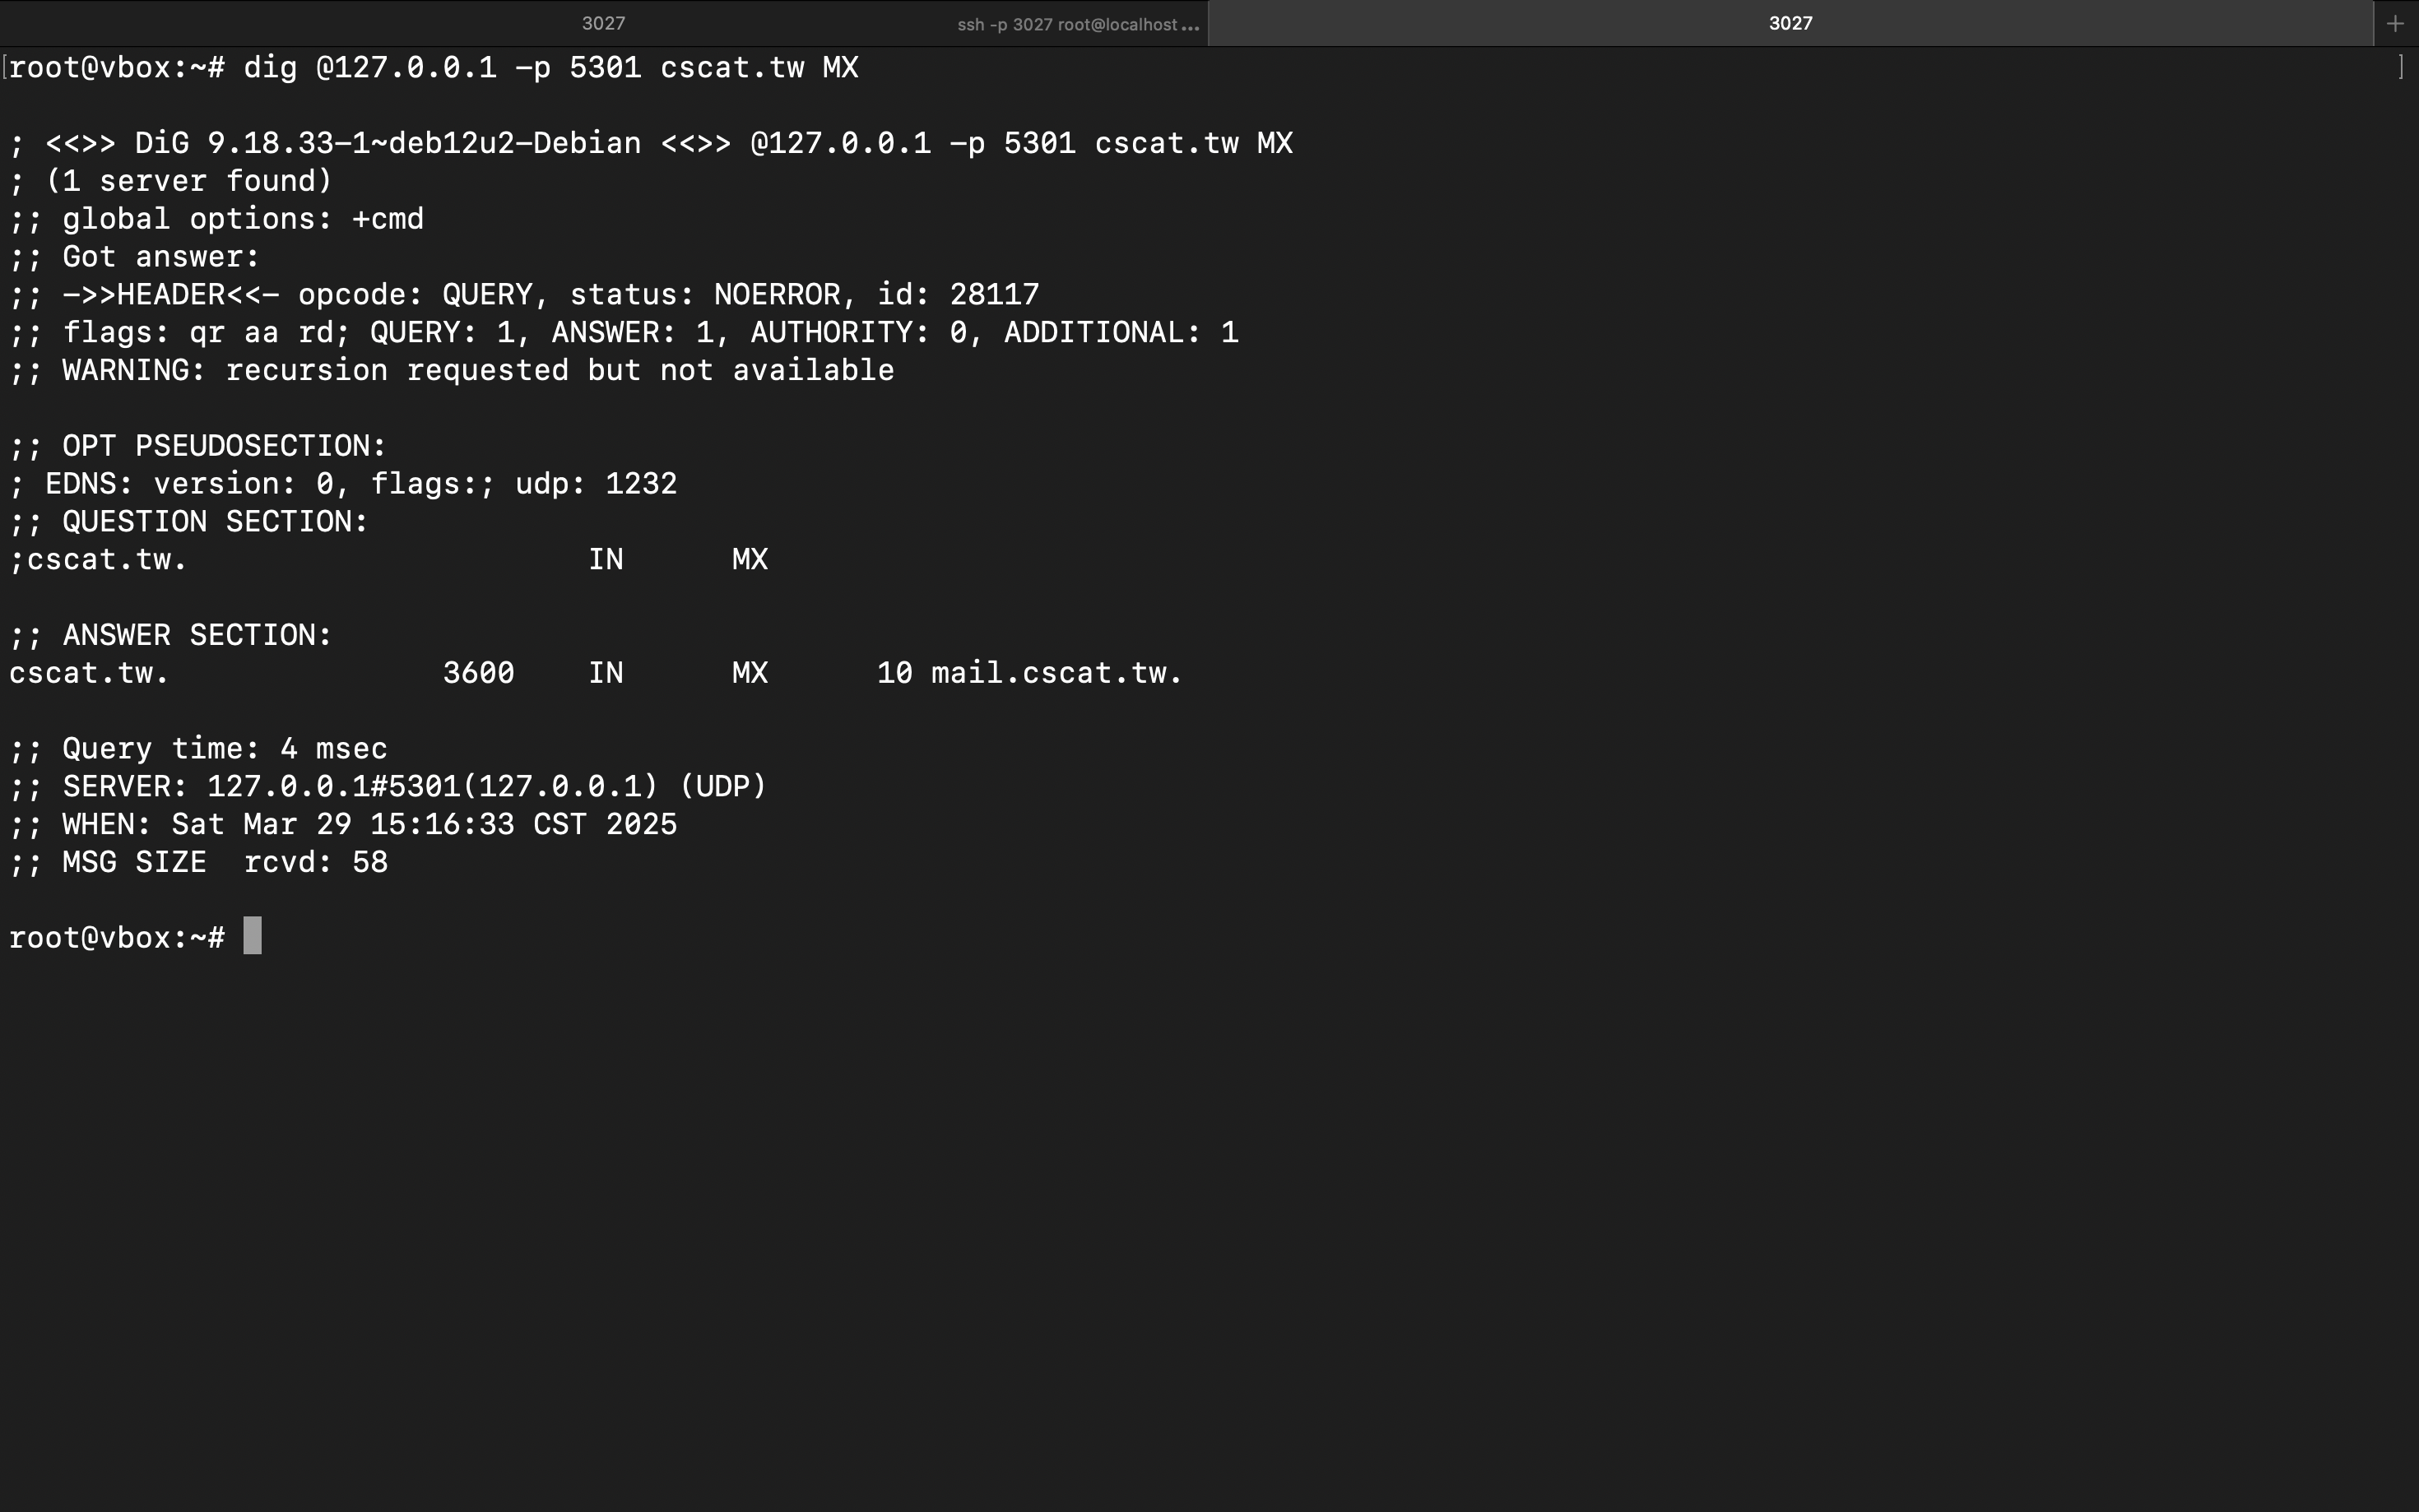 3027
ssh -p 3027 root@localhost ...
3027
+
[root@vbox:~# dig @127.0.0.1 -p 5301 cscat.tw MX ]
; <<>> DiG 9.18.33-1~deb12u2-Debian <<>> @127.0.0.1 -p 5301 cscat.tw MX
; (1 server found)
;; global options: +cmd
;; Got answer:
;; ->>HEADER<<- opcode: QUERY, status: NOERROR, id: 28117
;; flags: qr aa rd; QUERY: 1, ANSWER: 1, AUTHORITY: 0, ADDITIONAL: 1
;; WARNING: recursion requested but not available
;; OPT PSEUDOSECTION:
; EDNS: version: 0, flags:; udp: 1232
;; QUESTION SECTION:
;cscat.tw. IN MX
;; ANSWER SECTION:
cscat.tw. 3600 IN MX 10 mail.cscat.tw.
;; Query time: 4 msec
;; SERVER: 127.0.0.1#5301(127.0.0.1) (UDP)
;; WHEN: Sat Mar 29 15:16:33 CST 2025
;; MSG SIZE  rcvd: 58
root@vbox:~#